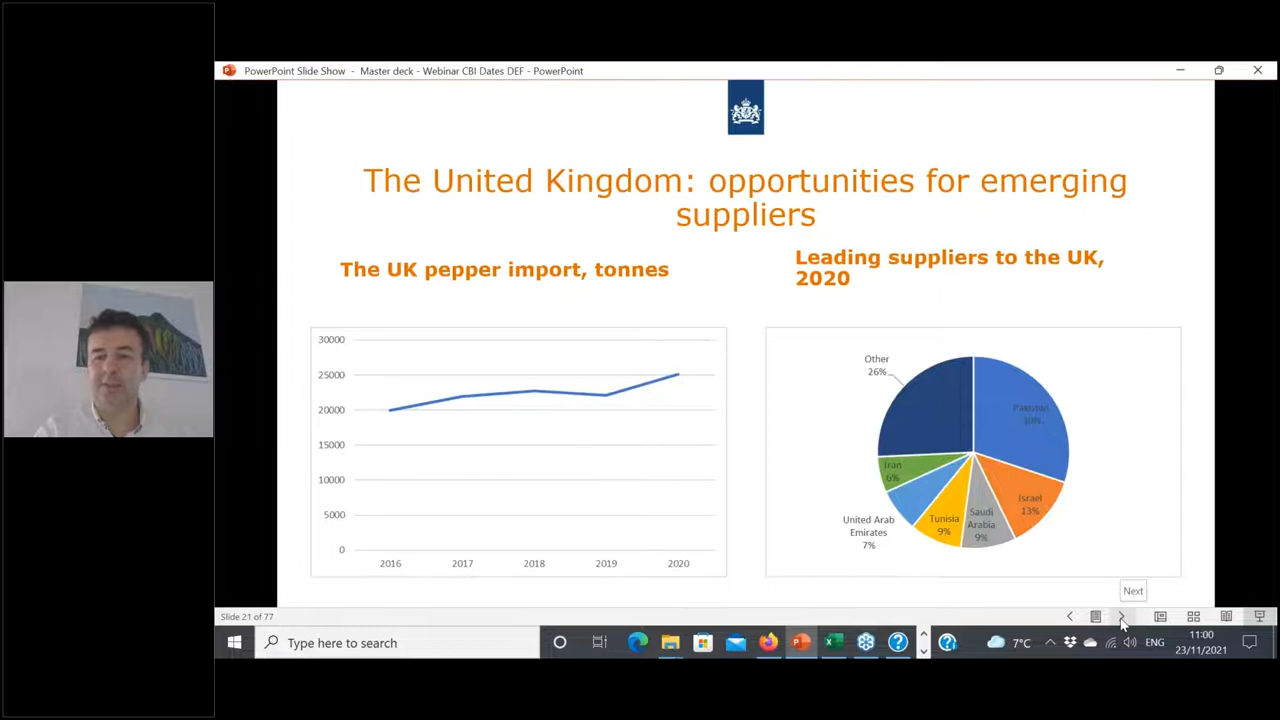 PowerPoint Slide Show - Master deck - Webinar CBI Dates DEF - PowerPoint
The United Kingdom: opportunities for emerging
suppliers
The UK pepper import, tonnes
Leading suppliers to the UK,
2020
30000
25000
20000
15000
10000
5000
0
2016 2017 2018 2019 2020
Other
26%
Pakistan
30%
Israel
13%
Saudi
Arabia
9%
Tunisia
9%
United Arab
Emirates
7%
Iran
6%
Next
Slide 21 of 77
Type here to search
7°C
ENG
11:00
23/11/2021